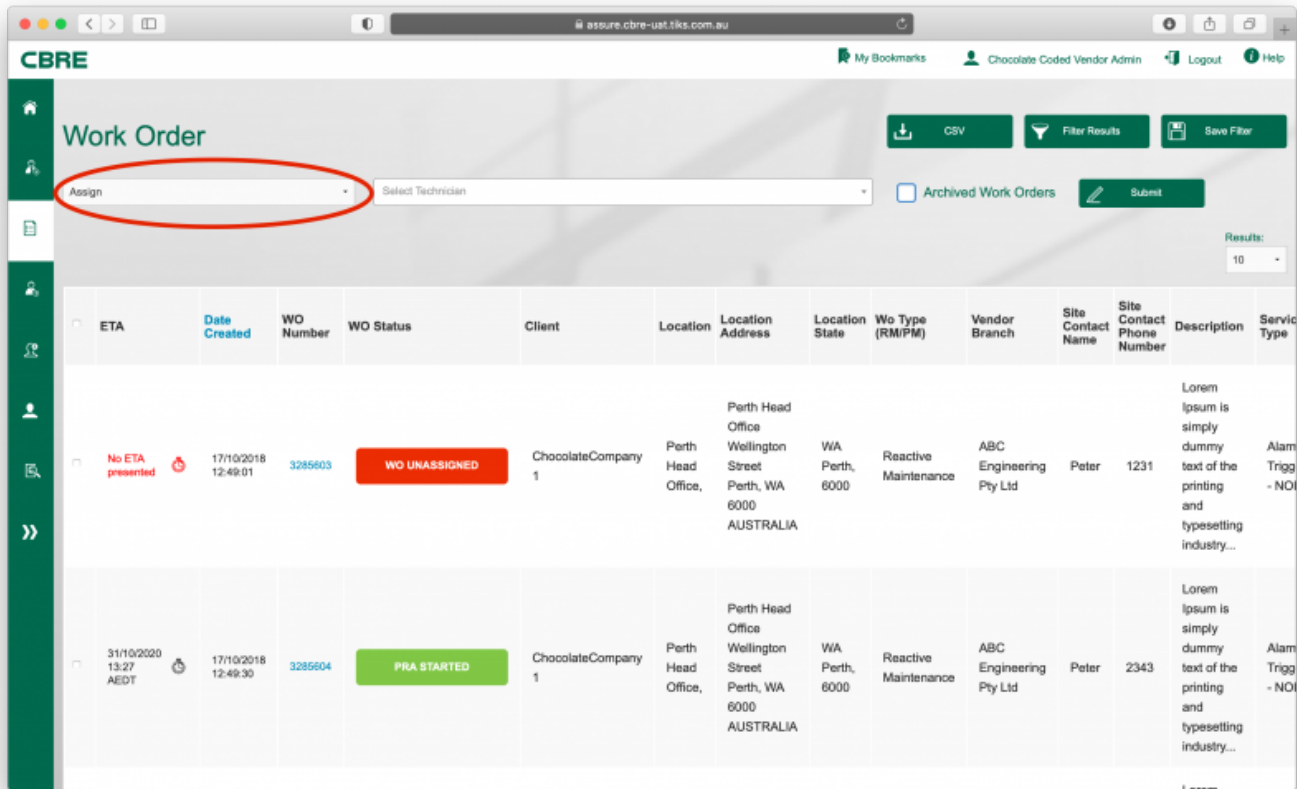 assure.cbre-uat.tiks.com.au
CBRE
My Bookmarks
Chocolate Coded Vendor Admin
Logout
Help
Work Order
CSV
Filter Results
Save Filter
Assign
Select Technician
Archived Work Orders
Submit
Results:
10
ETA
Date
Created
WO
Number
WO Status
Client
Location
Location
Address
Location
State
Wo Type
(RM/PM)
Vendor
Branch
Site
Contact
Name
Site
Contact
Phone
Number
Description
Servic
Type
No ETA
presented
17/10/2018
12:49:01
3285603
WO UNASSIGNED
ChocolateCompany
1
Perth
Head
Office,
Perth Head
Office
Wellington
Street
Perth, WA
6000
AUSTRALIA
WA
Perth,
6000
Reactive
Maintenance
ABC
Engineering
Pty Ltd
Peter
1231
Lorem
Ipsum is
simply
dummy
text of the
printing
and
typesetting
industry...
Alarm
Trigg
- NO
31/10/2020
13:27
AEDT
17/10/2018
12:49:30
3285604
PRA STARTED
ChocolateCompany
1
Perth
Head
Office,
Perth Head
Office
Wellington
Street
Perth, WA
6000
AUSTRALIA
WA
Perth,
6000
Reactive
Maintenance
ABC
Engineering
Pty Ltd
Peter
2343
Lorem
Ipsum is
simply
dummy
text of the
printing
and
typesetting
industry...
Alarm
Trigg
- NO